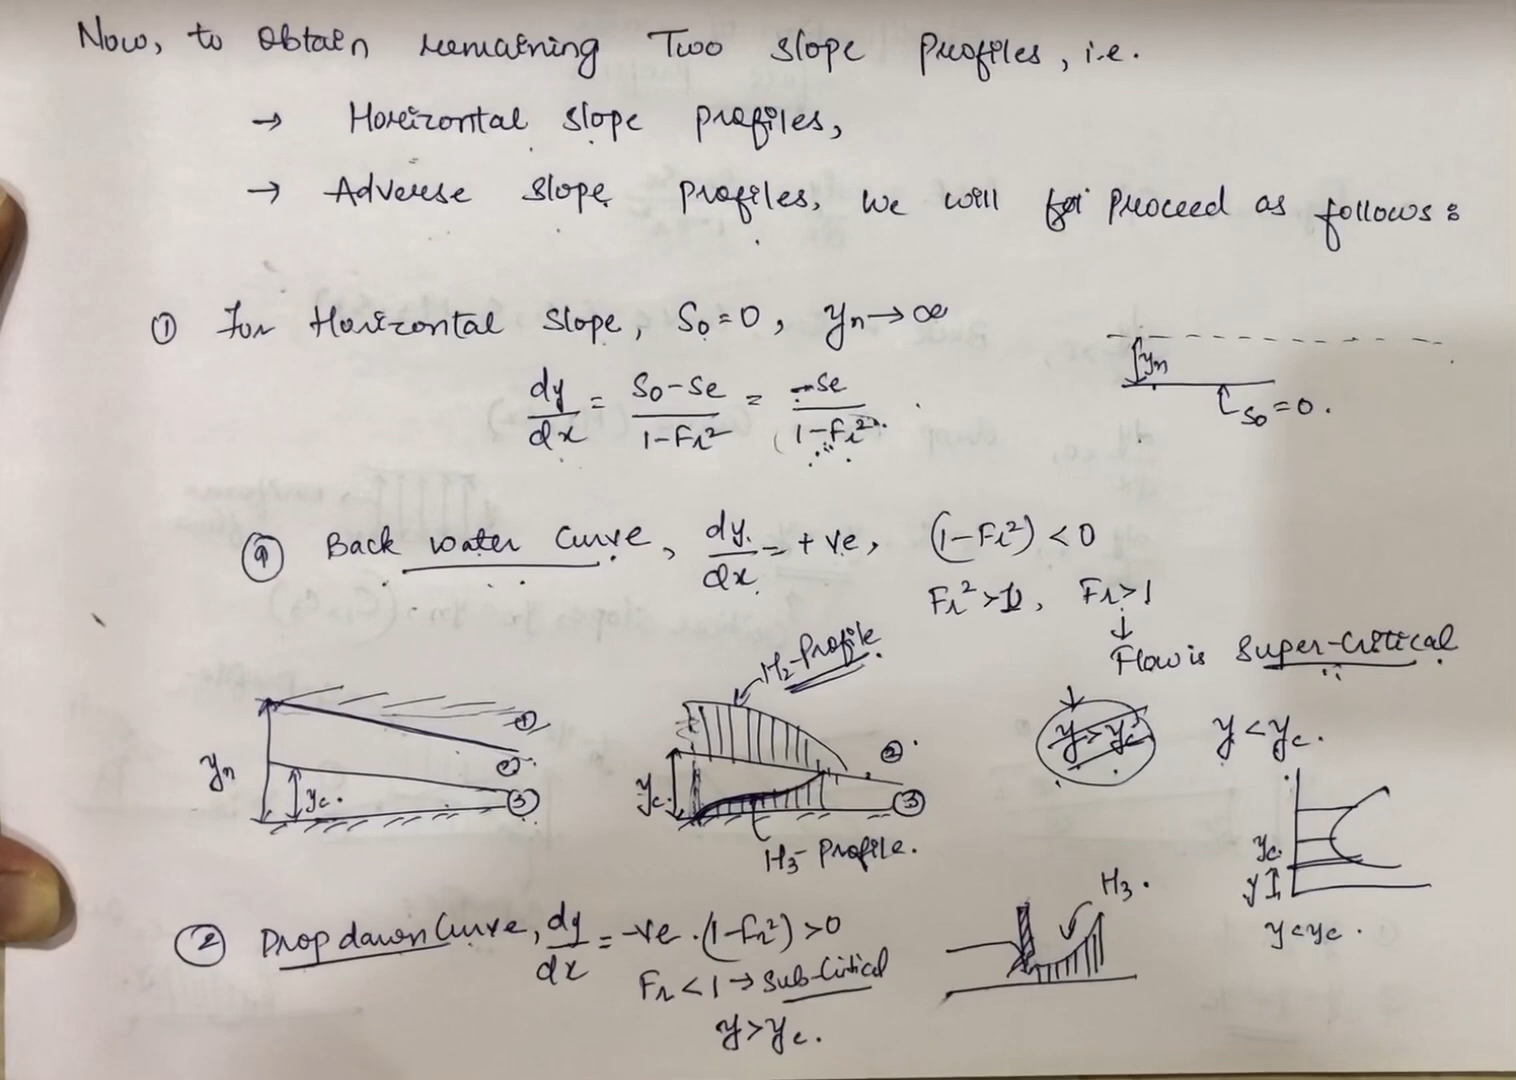 Now, to obtain remaining Two slope profiles, i.e.
→ Horizontal slope profiles,
→ Adverse slope profiles, we will proceed as follows:
① For Horizontal slope, So=0, yn→∞
dy/dx = So-Se/1-Fr² = -Se/1-Fr²
yn
So=0.
ⓐ Back water Curve, dy/dx = +ve, (1-Fr²) < 0
Fr² > 1, Fr > 1
↓
Flow is Super-Critical
H2-Profile
y > yc
y < yc.
yn
yc.
①
②
③
yc
②
③
H3-Profile.
yc
y
y<yc.
② Drop down Curve, dy/dx = -ve. (1-Fr²) > 0
Fr < 1 → Sub-Critical
y > yc.
H3.